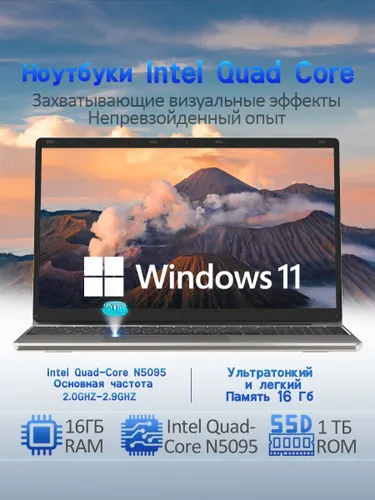 Ноутбуки Intel Quad Core
Захватывающие визуальные эффекты
Непревзойденный опыт
Windows 11
Intel Quad-Core N5095
Основная частота
2.0GHZ-2.9GHZ
Ультратонкий
и легкий
Память 16 Гб
16ГБ
RAM
Intel Quad-
Core N5095
SSD
1 ТБ
ROM